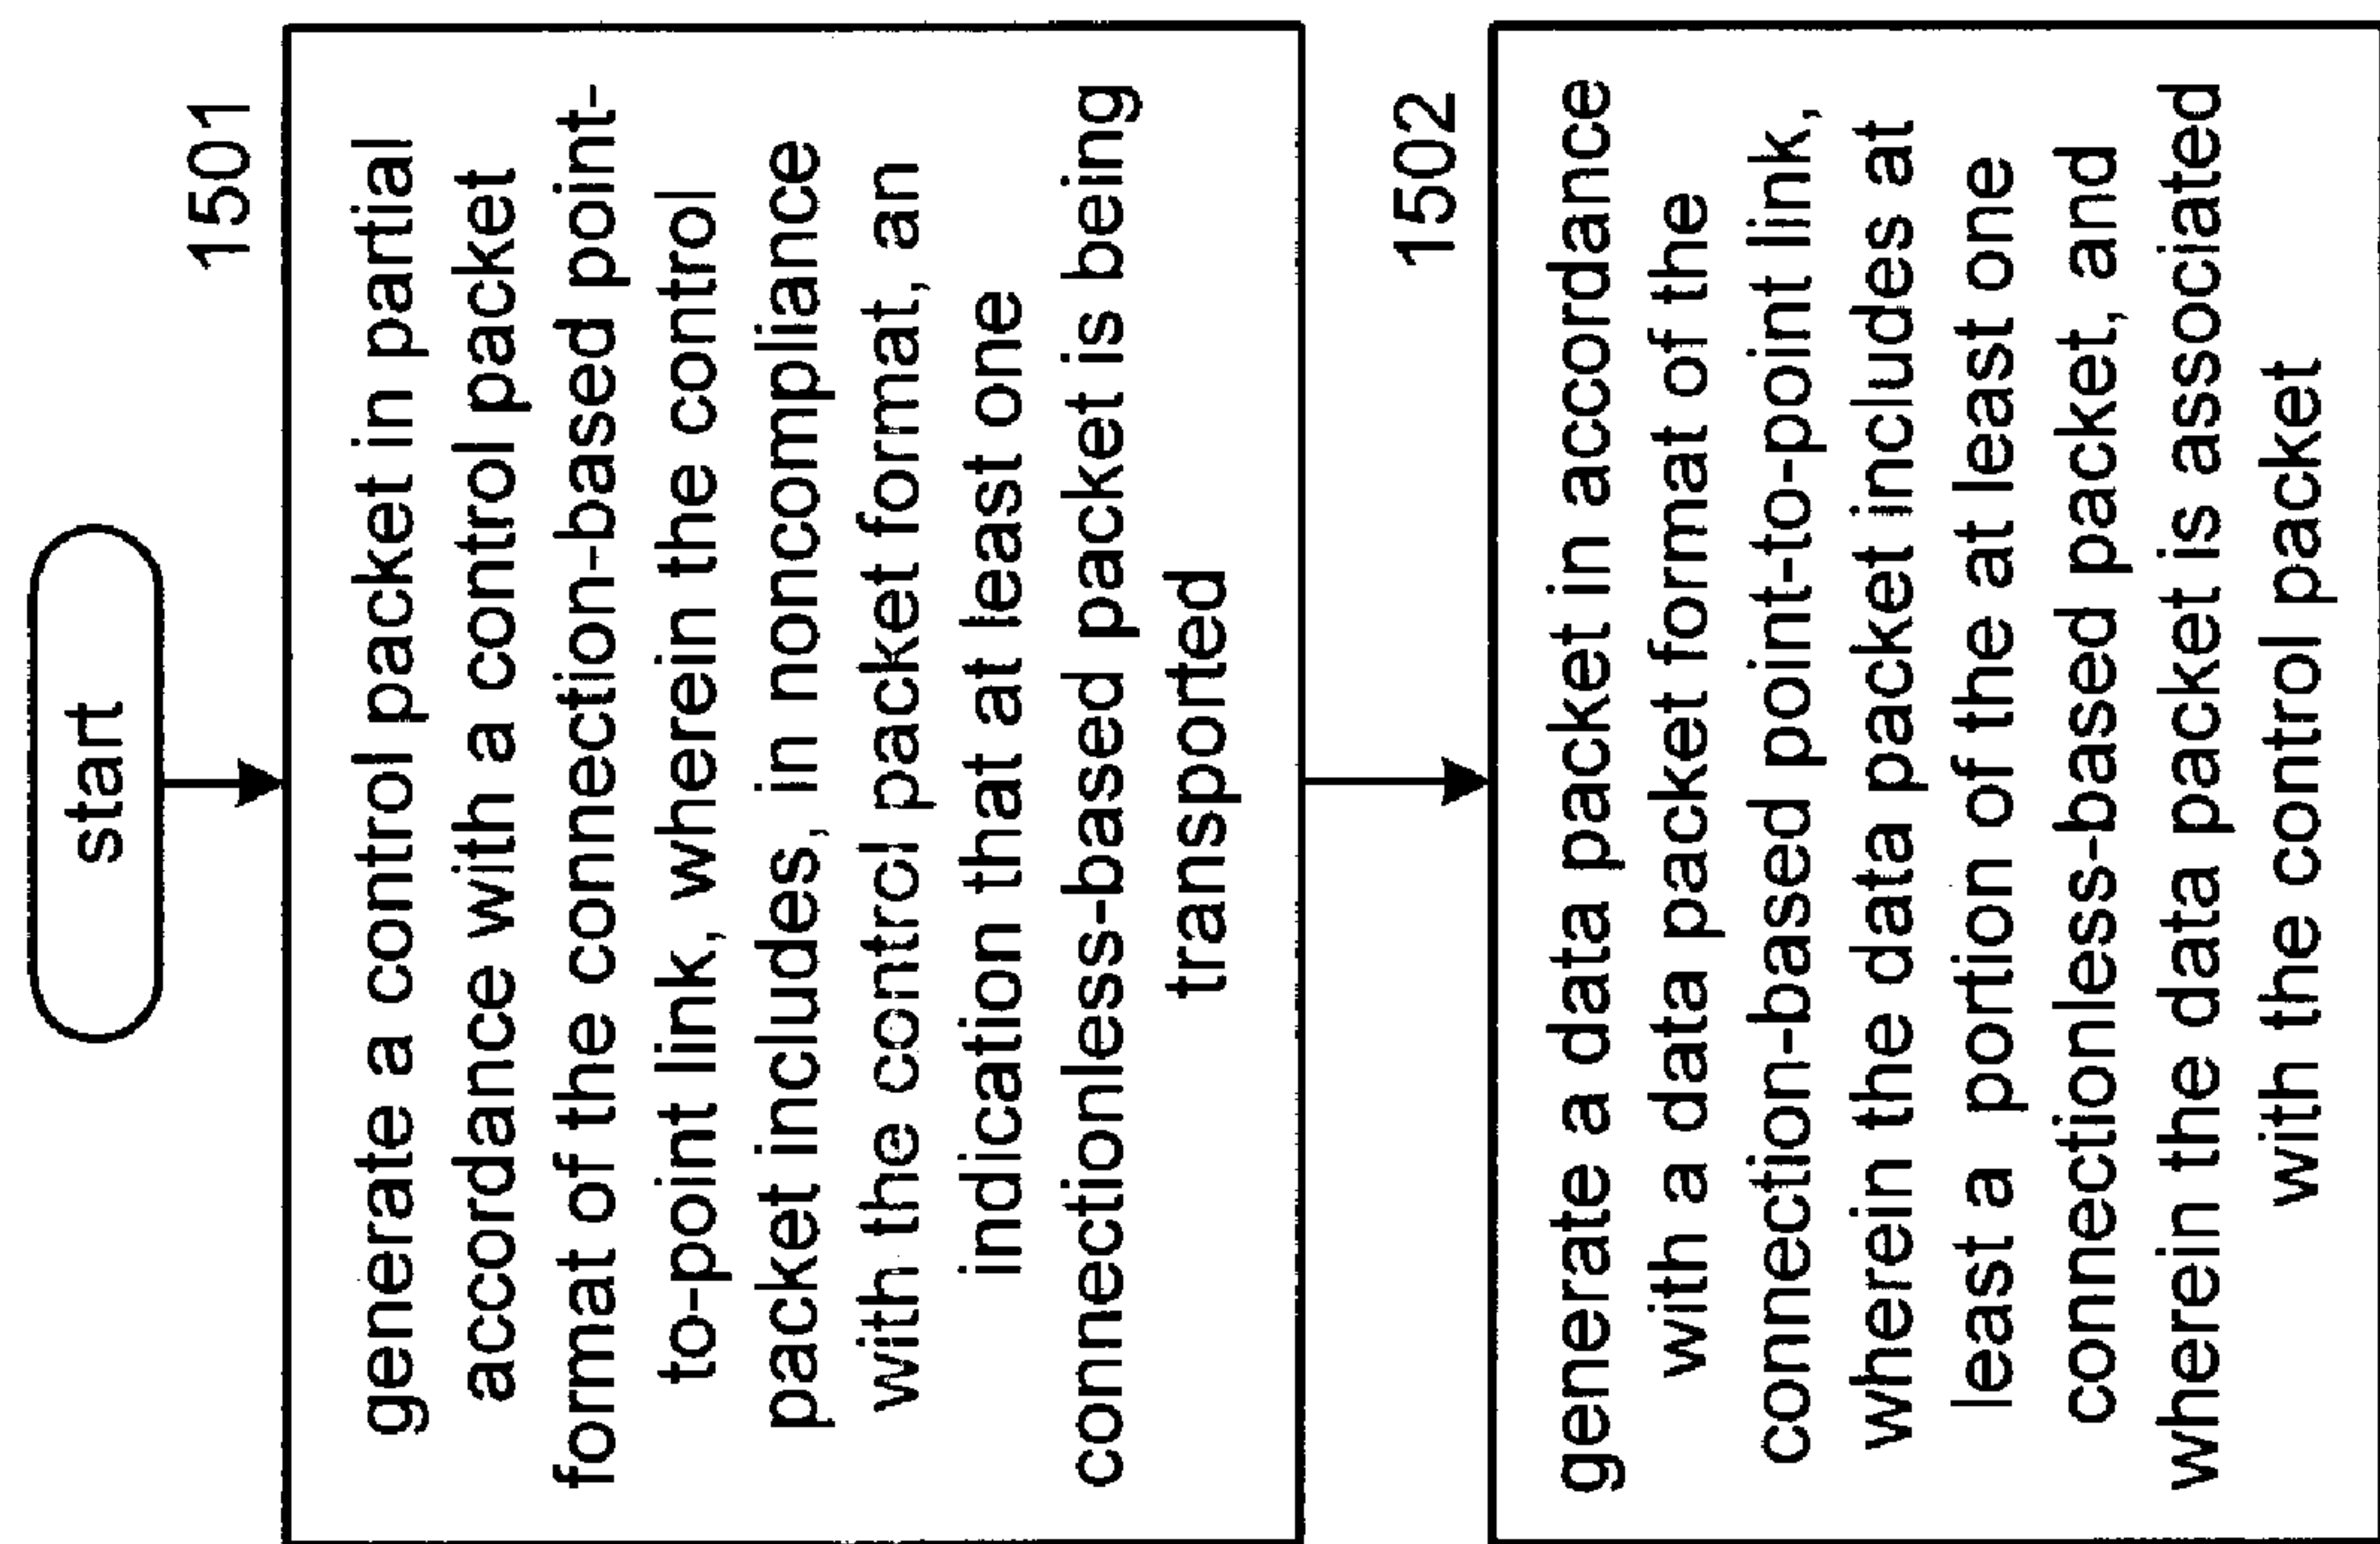 start
1501
generate a control packet in partial
accordance with a control packet
format of the connection-based point-
to-point link, wherein the control
packet includes, in noncompliance
with the control packet format, an
indication that at least one
connectionless-based packet is being
transported
1502
generate a data packet in accordance
with a data packet format of the
connection-based point-to-point link,
wherein the data packet includes at
least a portion of the at least one
connectionless-based packet, and
wherein the data packet is associated
with the control packet